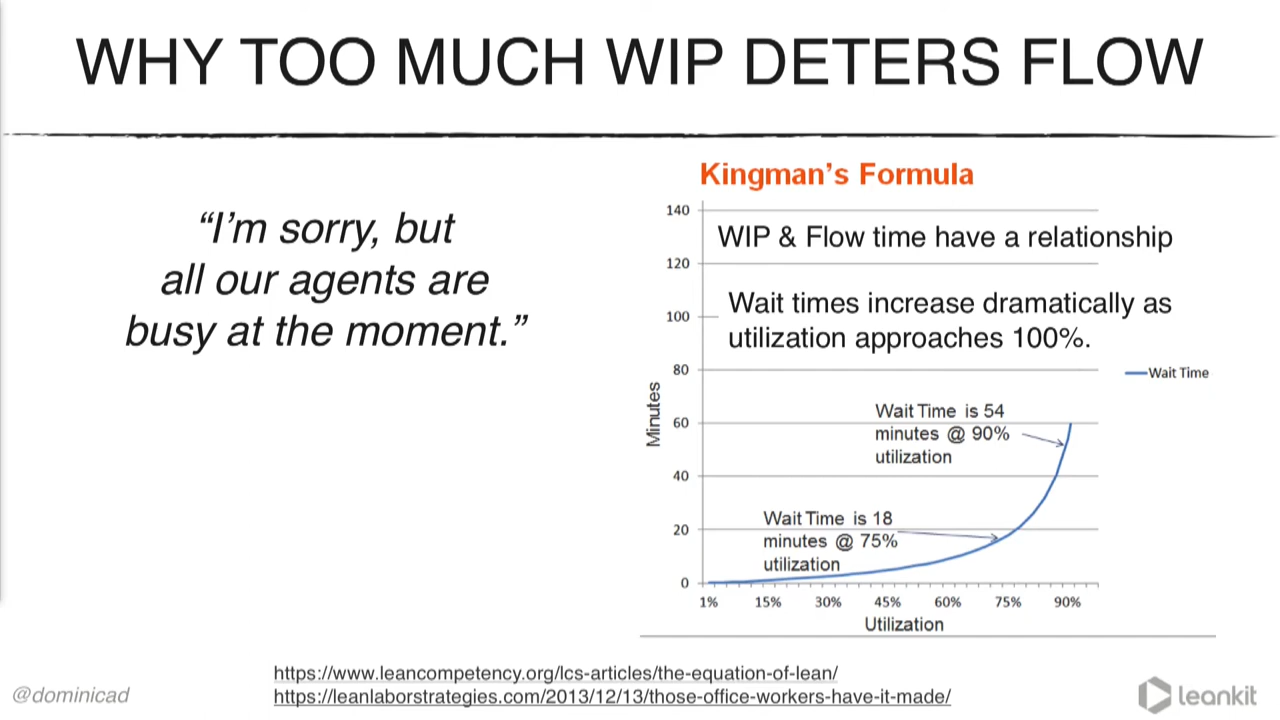 WHY TOO MUCH WIP DETERS FLOW
“I’m sorry, but
all our agents are
busy at the moment.”
Kingman’s Formula
140
WIP & Flow time have a relationship
120
Wait times increase dramatically as
100
utilization approaches 100%.
80
Wait Time
Minutes
Wait Time is 54
60
minutes @ 90%
utilization
40
Wait Time is 18
20
minutes @ 75%
utilization
0
1% 15% 30% 45% 60% 75% 90%
Utilization
https://www.leancompetency.org/lcs-articles/the-equation-of-lean/
https://leanlaborstrategies.com/2013/12/13/those-office-workers-have-it-made/
@dominicad
leankit